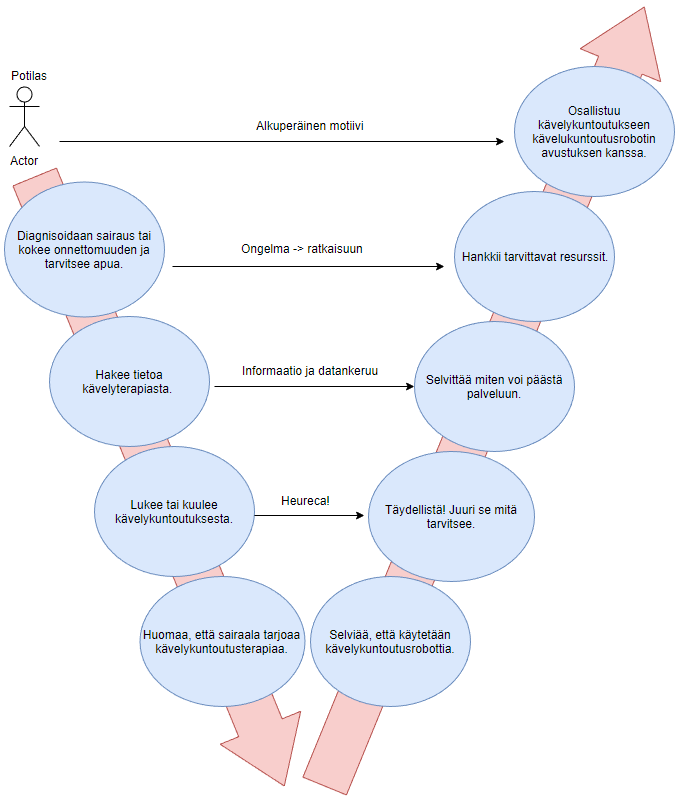 Potilas
Actor
Alkuperäinen motiivi
Osallistuu
kävelykuntoutukseen
kävelukuntoutusrobotin
avustuksen kanssa.
Diagnisoidaan sairaus tai
kokee onnettomuuden ja
tarvitsee apua.
Ongelma -> ratkaisuun
Hankkii tarvittavat resurssit.
Hakee tietoa
kävelyterapiasta.
Informaatio ja datankeruu
Selvittää miten voi päästä
palveluun.
Lukee tai kuulee
kävelykuntoutuksesta.
Heureca!
Täydellistä! Juuri se mitä
tarvitsee.
Huomaa, että sairaala tarjoaa
kävelykuntoutusterapiaa.
Selviää, että käytetään
kävelykuntoutusrobottia.